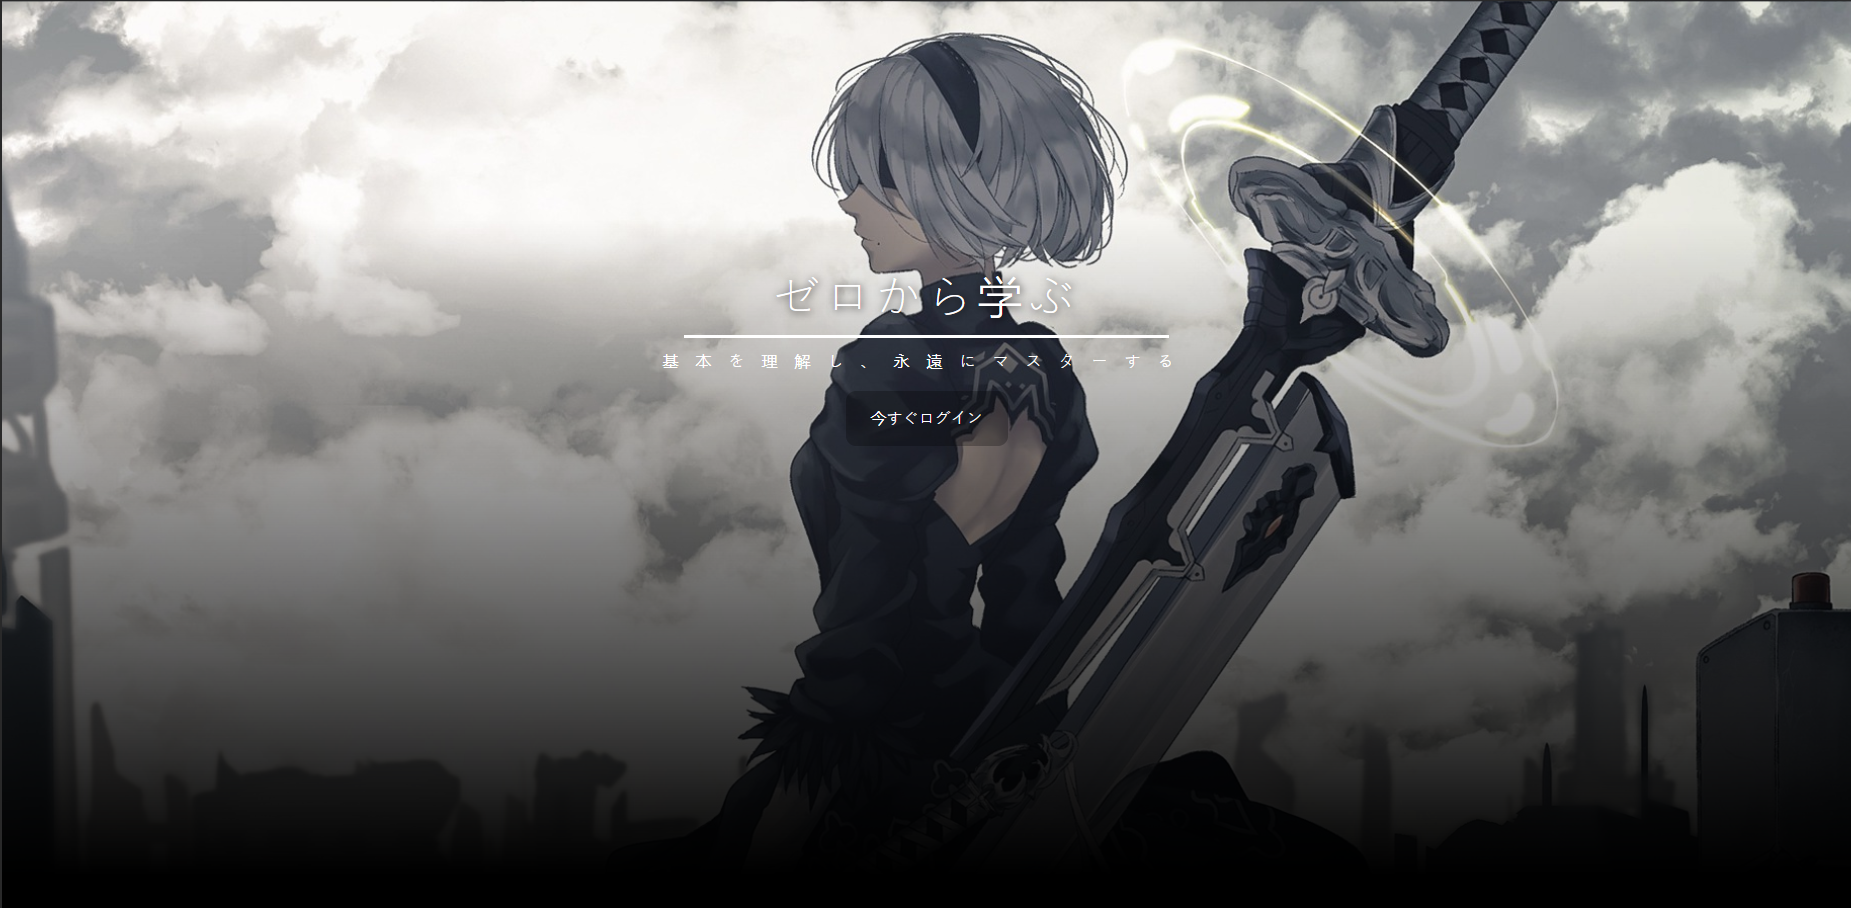 ゼロから学ぶ
基本を理解し、永遠にマスターする
今すぐログイン